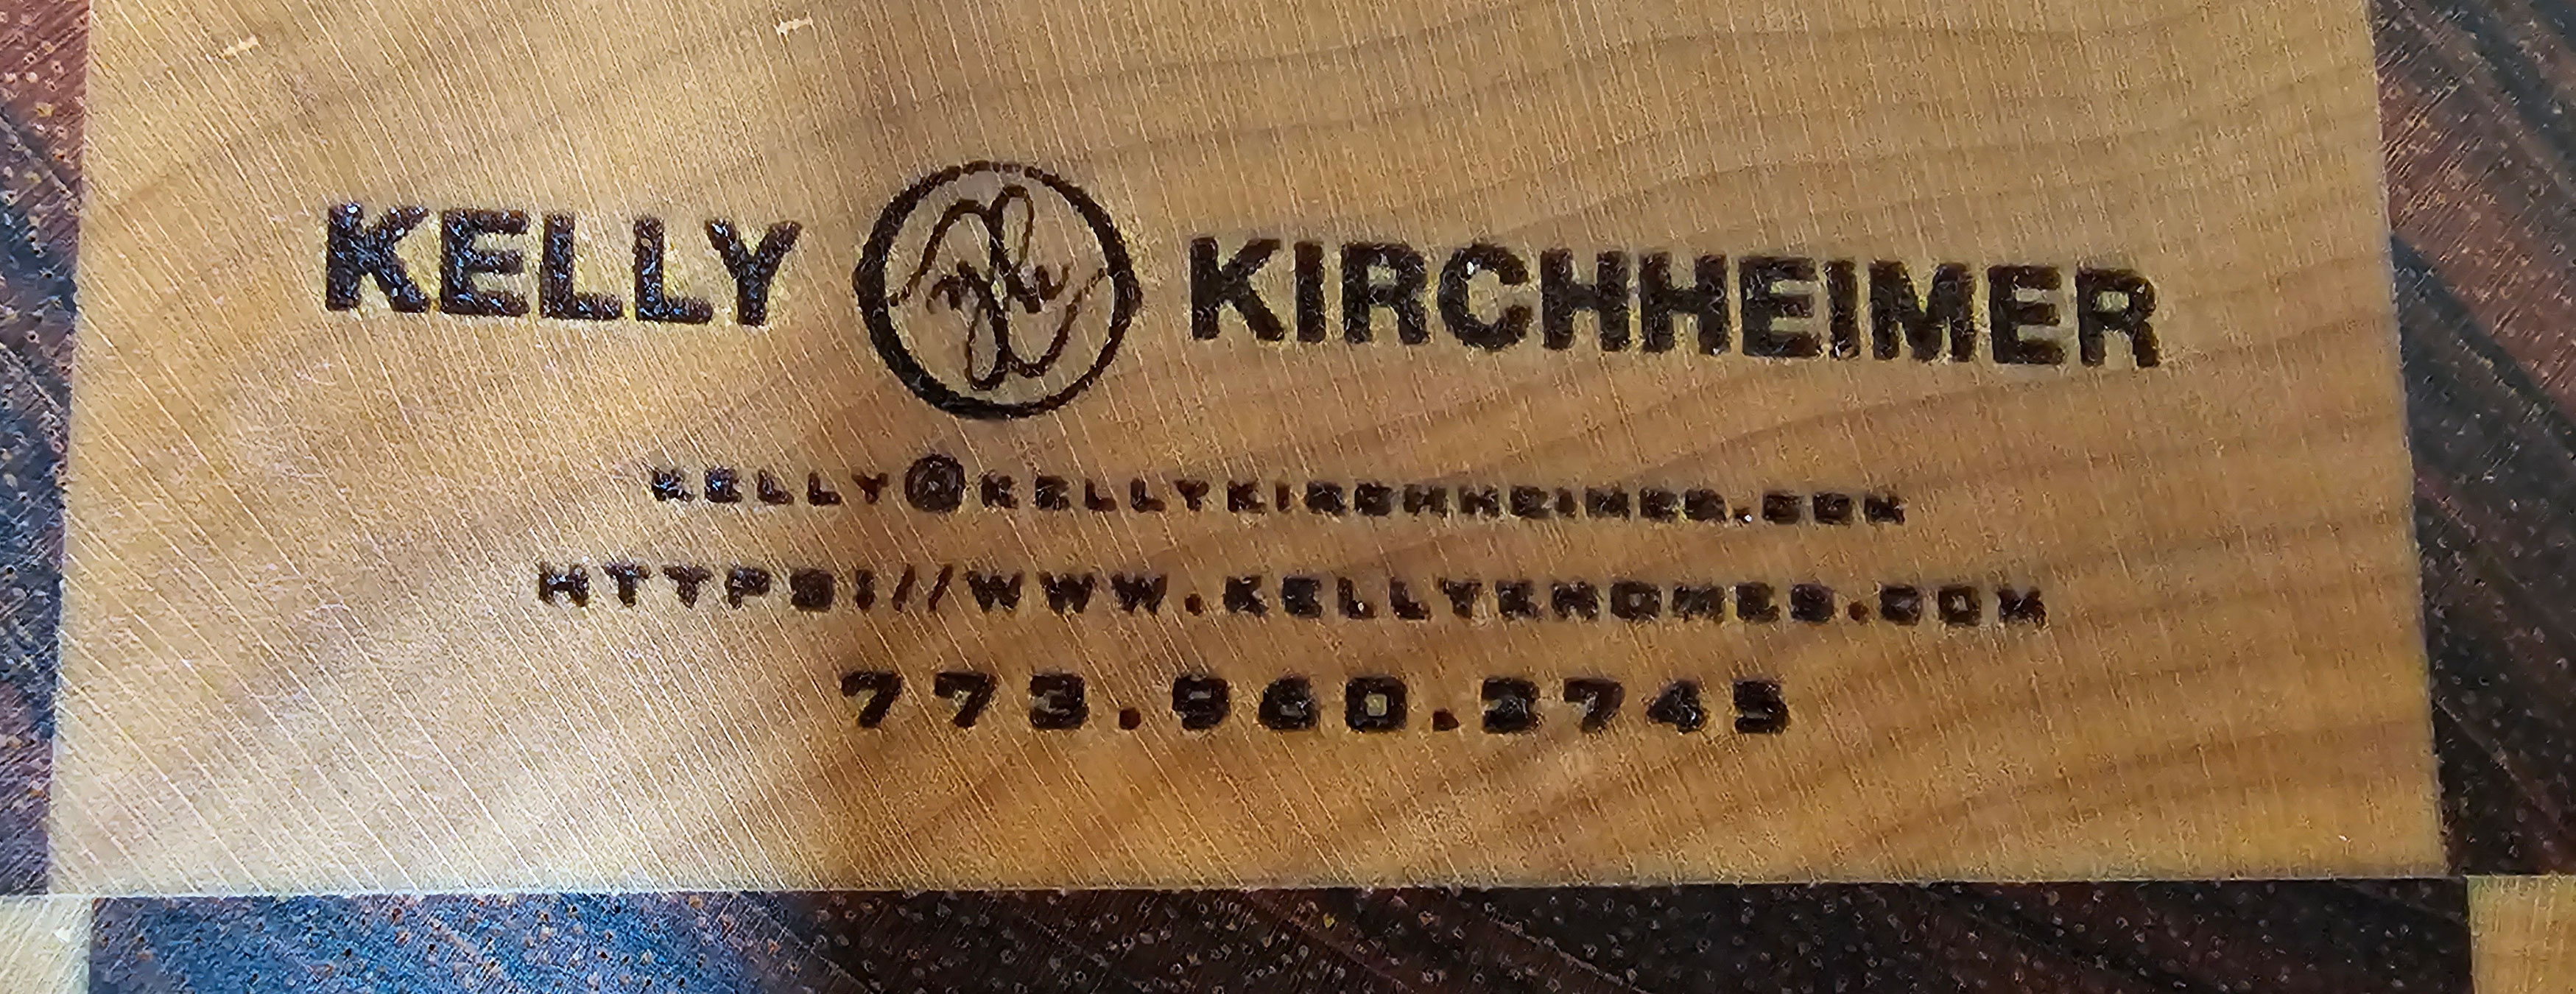 KELLY KIRCHHEIMER
KELLY@KELLYKIRCHHEIMER.COM
HTTPS://WWW.KELLYKHOMES.COM
773.960.3745